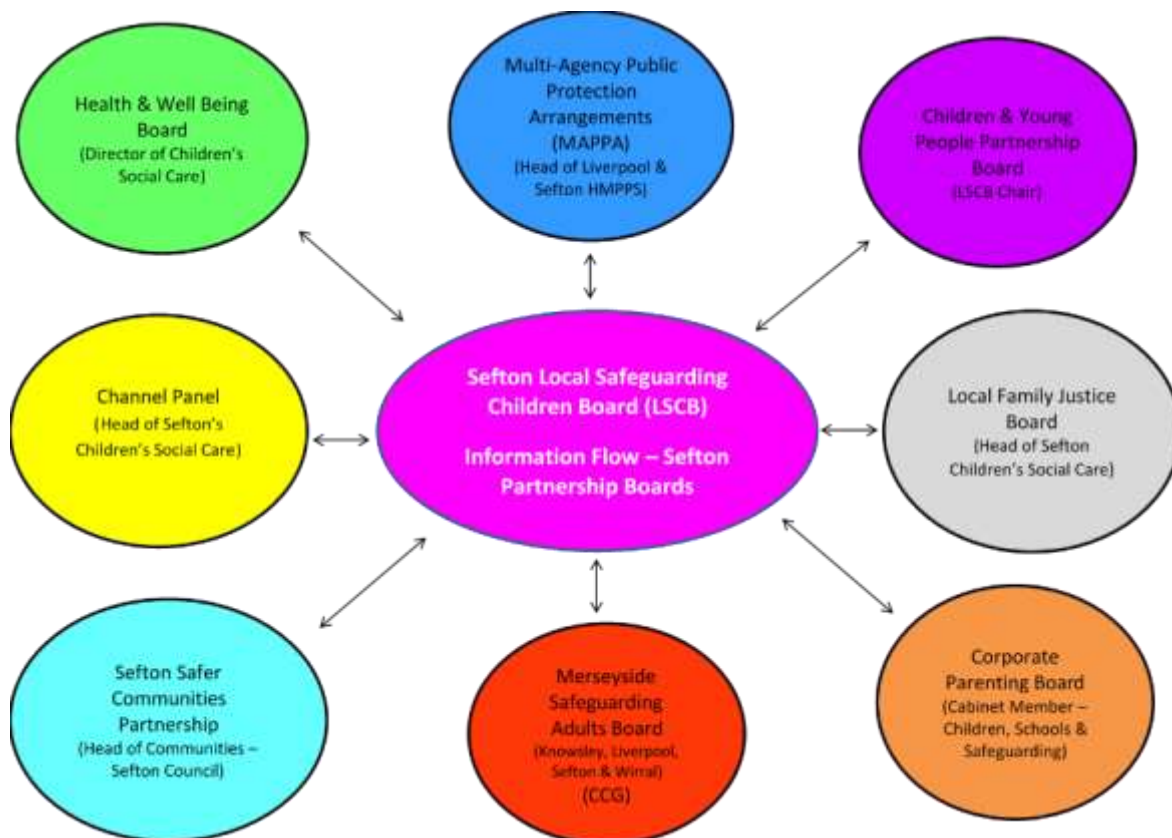 Health & Well Being
Board
(Director of Children's
Social Care)
Multi-Agency Public
Protection
Arrangements
(MAPPA)
(Head of Liverpool &
Sefton HMPPS)
Children & Young
People Partnership
Board
(LSCB Chair)
Channel Panel
(Head of Sefton's
Children's Social Care)
Sefton Local Safeguarding
Children Board (LSCB)
Information Flow – Sefton
Partnership Boards
Local Family Justice
Board
(Head of Sefton
Children's Social Care)
Sefton Safer
Communities
Partnership
(Head of Communities –
Sefton Council)
Merseyside
Safeguarding
Adults Board
(Knowsley, Liverpool,
Sefton & Wirral)
(CCG)
Corporate
Parenting Board
(Cabinet Member –
Children, Schools &
Safeguarding)